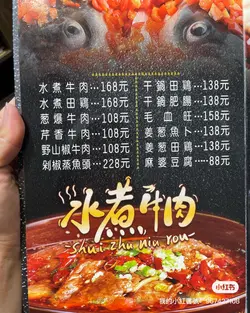 水煮牛肉…168元
水煮田鷄…168元
葱爆牛肉…108元
芹香牛肉…108元
野山椒牛肉…108元
剁椒蒸魚頭…228元
干鍋田鷄…138元
干鍋肥腸…138元
毛血旺…158元
姜葱魚卜…138元
姜葱田鷄…138元
麻婆豆腐……88元
水煮牛肉
-shui zhu niu rou-
小红书